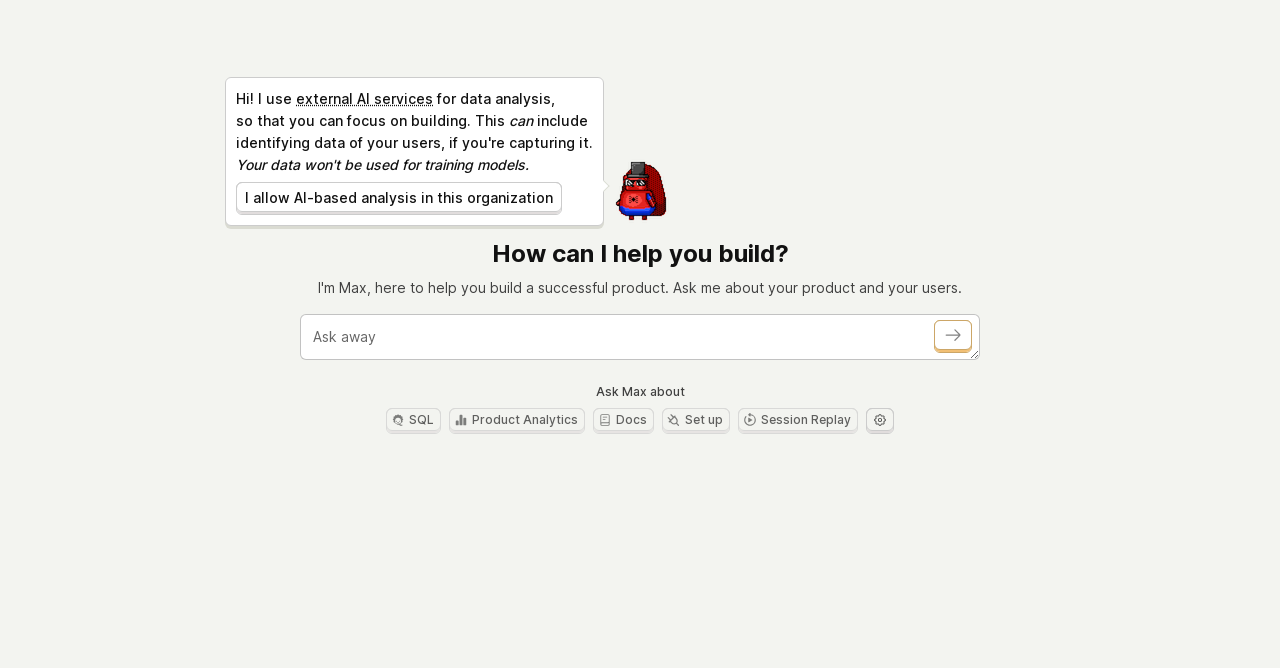 Hi! I use external AI services for data analysis,
so that you can focus on building. This can include
identifying data of your users, if you're capturing it.
Your data won't be used for training models.
I allow AI-based analysis in this organization
How can I help you build?
I'm Max, here to help you build a successful product. Ask me about your product and your users.
Ask away
Ask Max about
SQL Product Analytics Docs Set up Session Replay